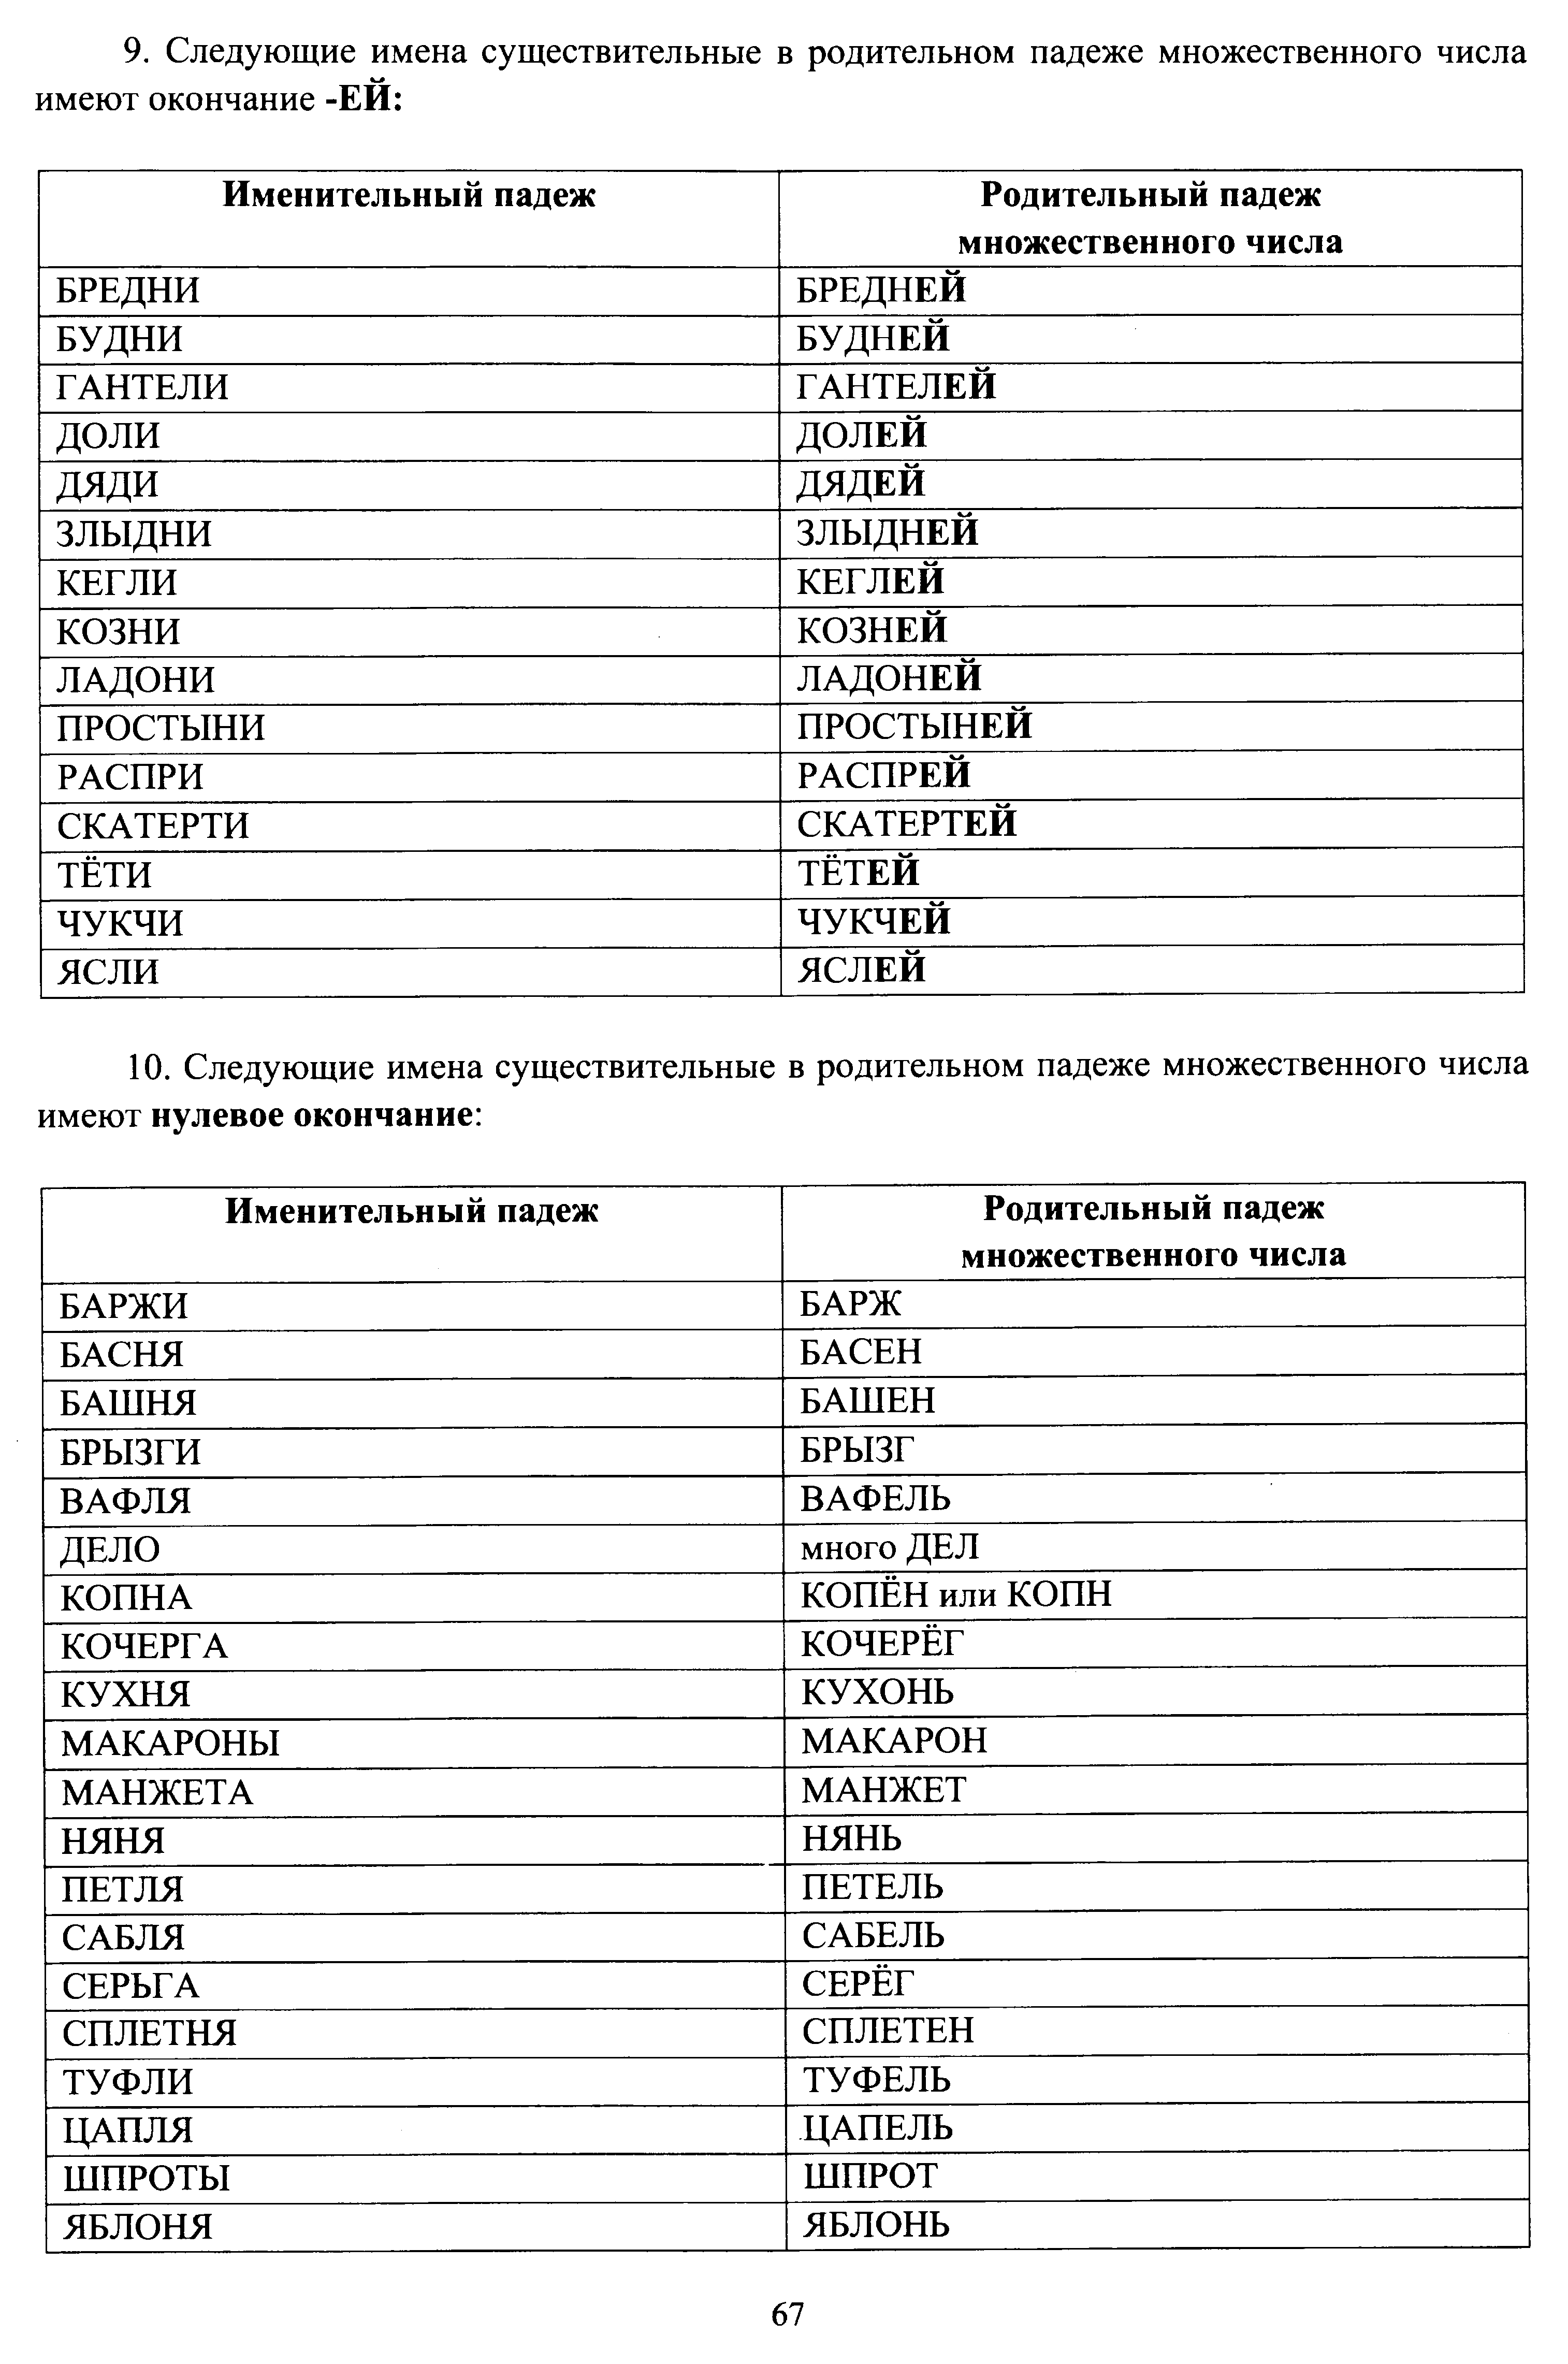 9. Следующие имена существительные в родительном падеже множественного числа
имеют окончание -ЕЙ:
Именительный падеж
Родительный падеж
множественного числа
БРЕДНИ
БРЕДНЕЙ
БУДНИ
БУДНЕЙ
ГАНТЕЛИ
ГАНТЕЛЕЙ
ДОЛИ
ДОЛЕЙ
ДЯДИ
ДЯДЕЙ
ЗЛЫДНИ
ЗЛЫДНЕЙ
КЕГЛИ
КЕГЛЕЙ
КОЗНИ
КОЗНЕЙ
ЛАДОНИ
ЛАДОНЕЙ
ПРОСТЫНИ
ПРОСТЫНЕЙ
РАСПРИ
РАСПРЕЙ
СКАТЕРТИ
СКАТЕРТЕЙ
ТЁТИ
ТЁТЕЙ
ЧУКЧИ
ЧУКЧЕЙ
ЯСЛИ
ЯСЛЕЙ
10. Следующие имена существительные в родительном падеже множественного числа
имеют нулевое окончание:
Именительный падеж
Родительный падеж
множественного числа
БАРЖИ
БАРЖ
БАСНЯ
БАСЕН
БАШНЯ
БАШЕН
БРЫЗГИ
БРЫЗГ
ВАФЛЯ
ВАФЕЛЬ
ДЕЛО
много ДЕЛ
КОПНА
КОПЁН или КОПН
КОЧЕРГА
КОЧЕРЁГ
КУХНЯ
КУХОНЬ
МАКАРОНЫ
МАКАРОН
МАНЖЕТА
МАНЖЕТ
НЯНЯ
НЯНЬ
ПЕТЛЯ
ПЕТЕЛЬ
САБЛЯ
САБЕЛЬ
СЕРЬГА
СЕРЁГ
СПЛЕТНЯ
СПЛЕТЕН
ТУФЛИ
ТУФЕЛЬ
ЦАПЛЯ
ЦАПЕЛЬ
ШПРОТЫ
ШПРОТ
ЯБЛОНЯ
ЯБЛОНЬ
67